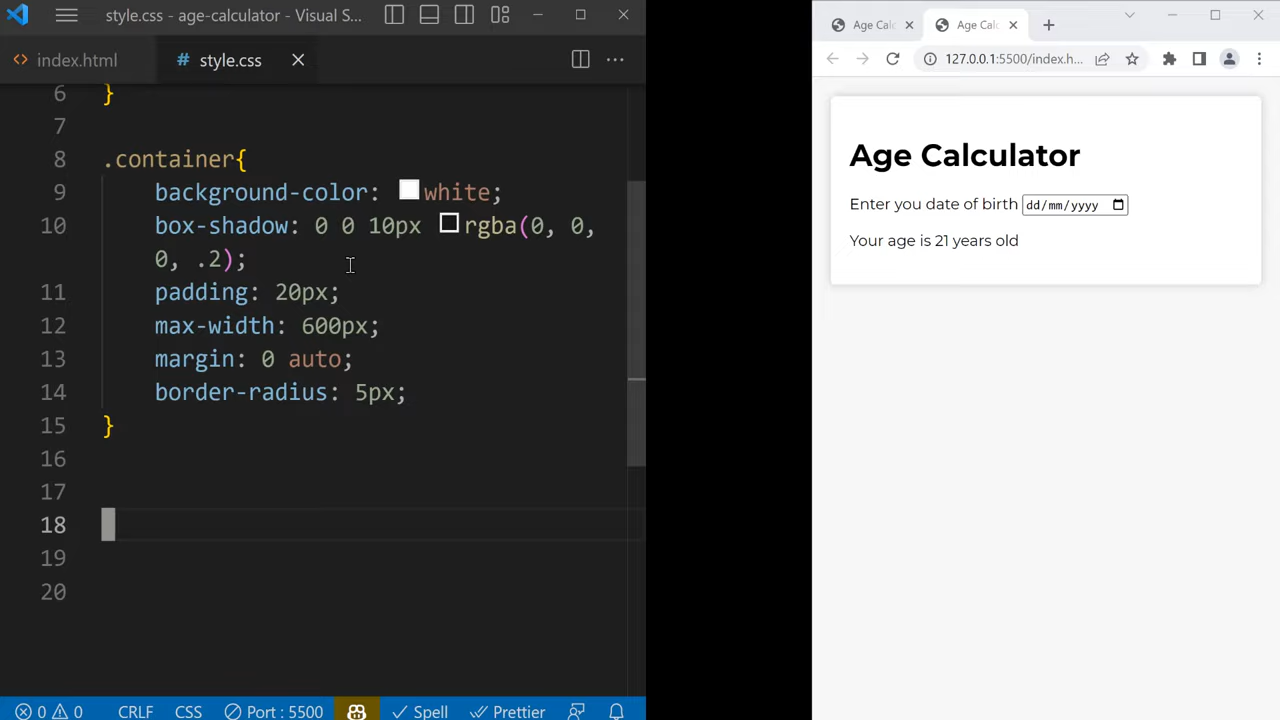 style.css - age-calculator - Visual S...
index.html
# style.css
6 }
7
8 .container{
9 background-color: white;
10 box-shadow: 0 0 10px rgba(0, 0,
0, .2);
11 padding: 20px;
12 max-width: 600px;
13 margin: 0 auto;
14 border-radius: 5px;
15 }
16
17
18
19
20
0 0 CRLF CSS Port : 5500 Spell Prettier
Age Calc
Age Calc
127.0.0.1:5500/index.h...
Age Calculator
Enter you date of birth dd/mm/yyyy
Your age is 21 years old